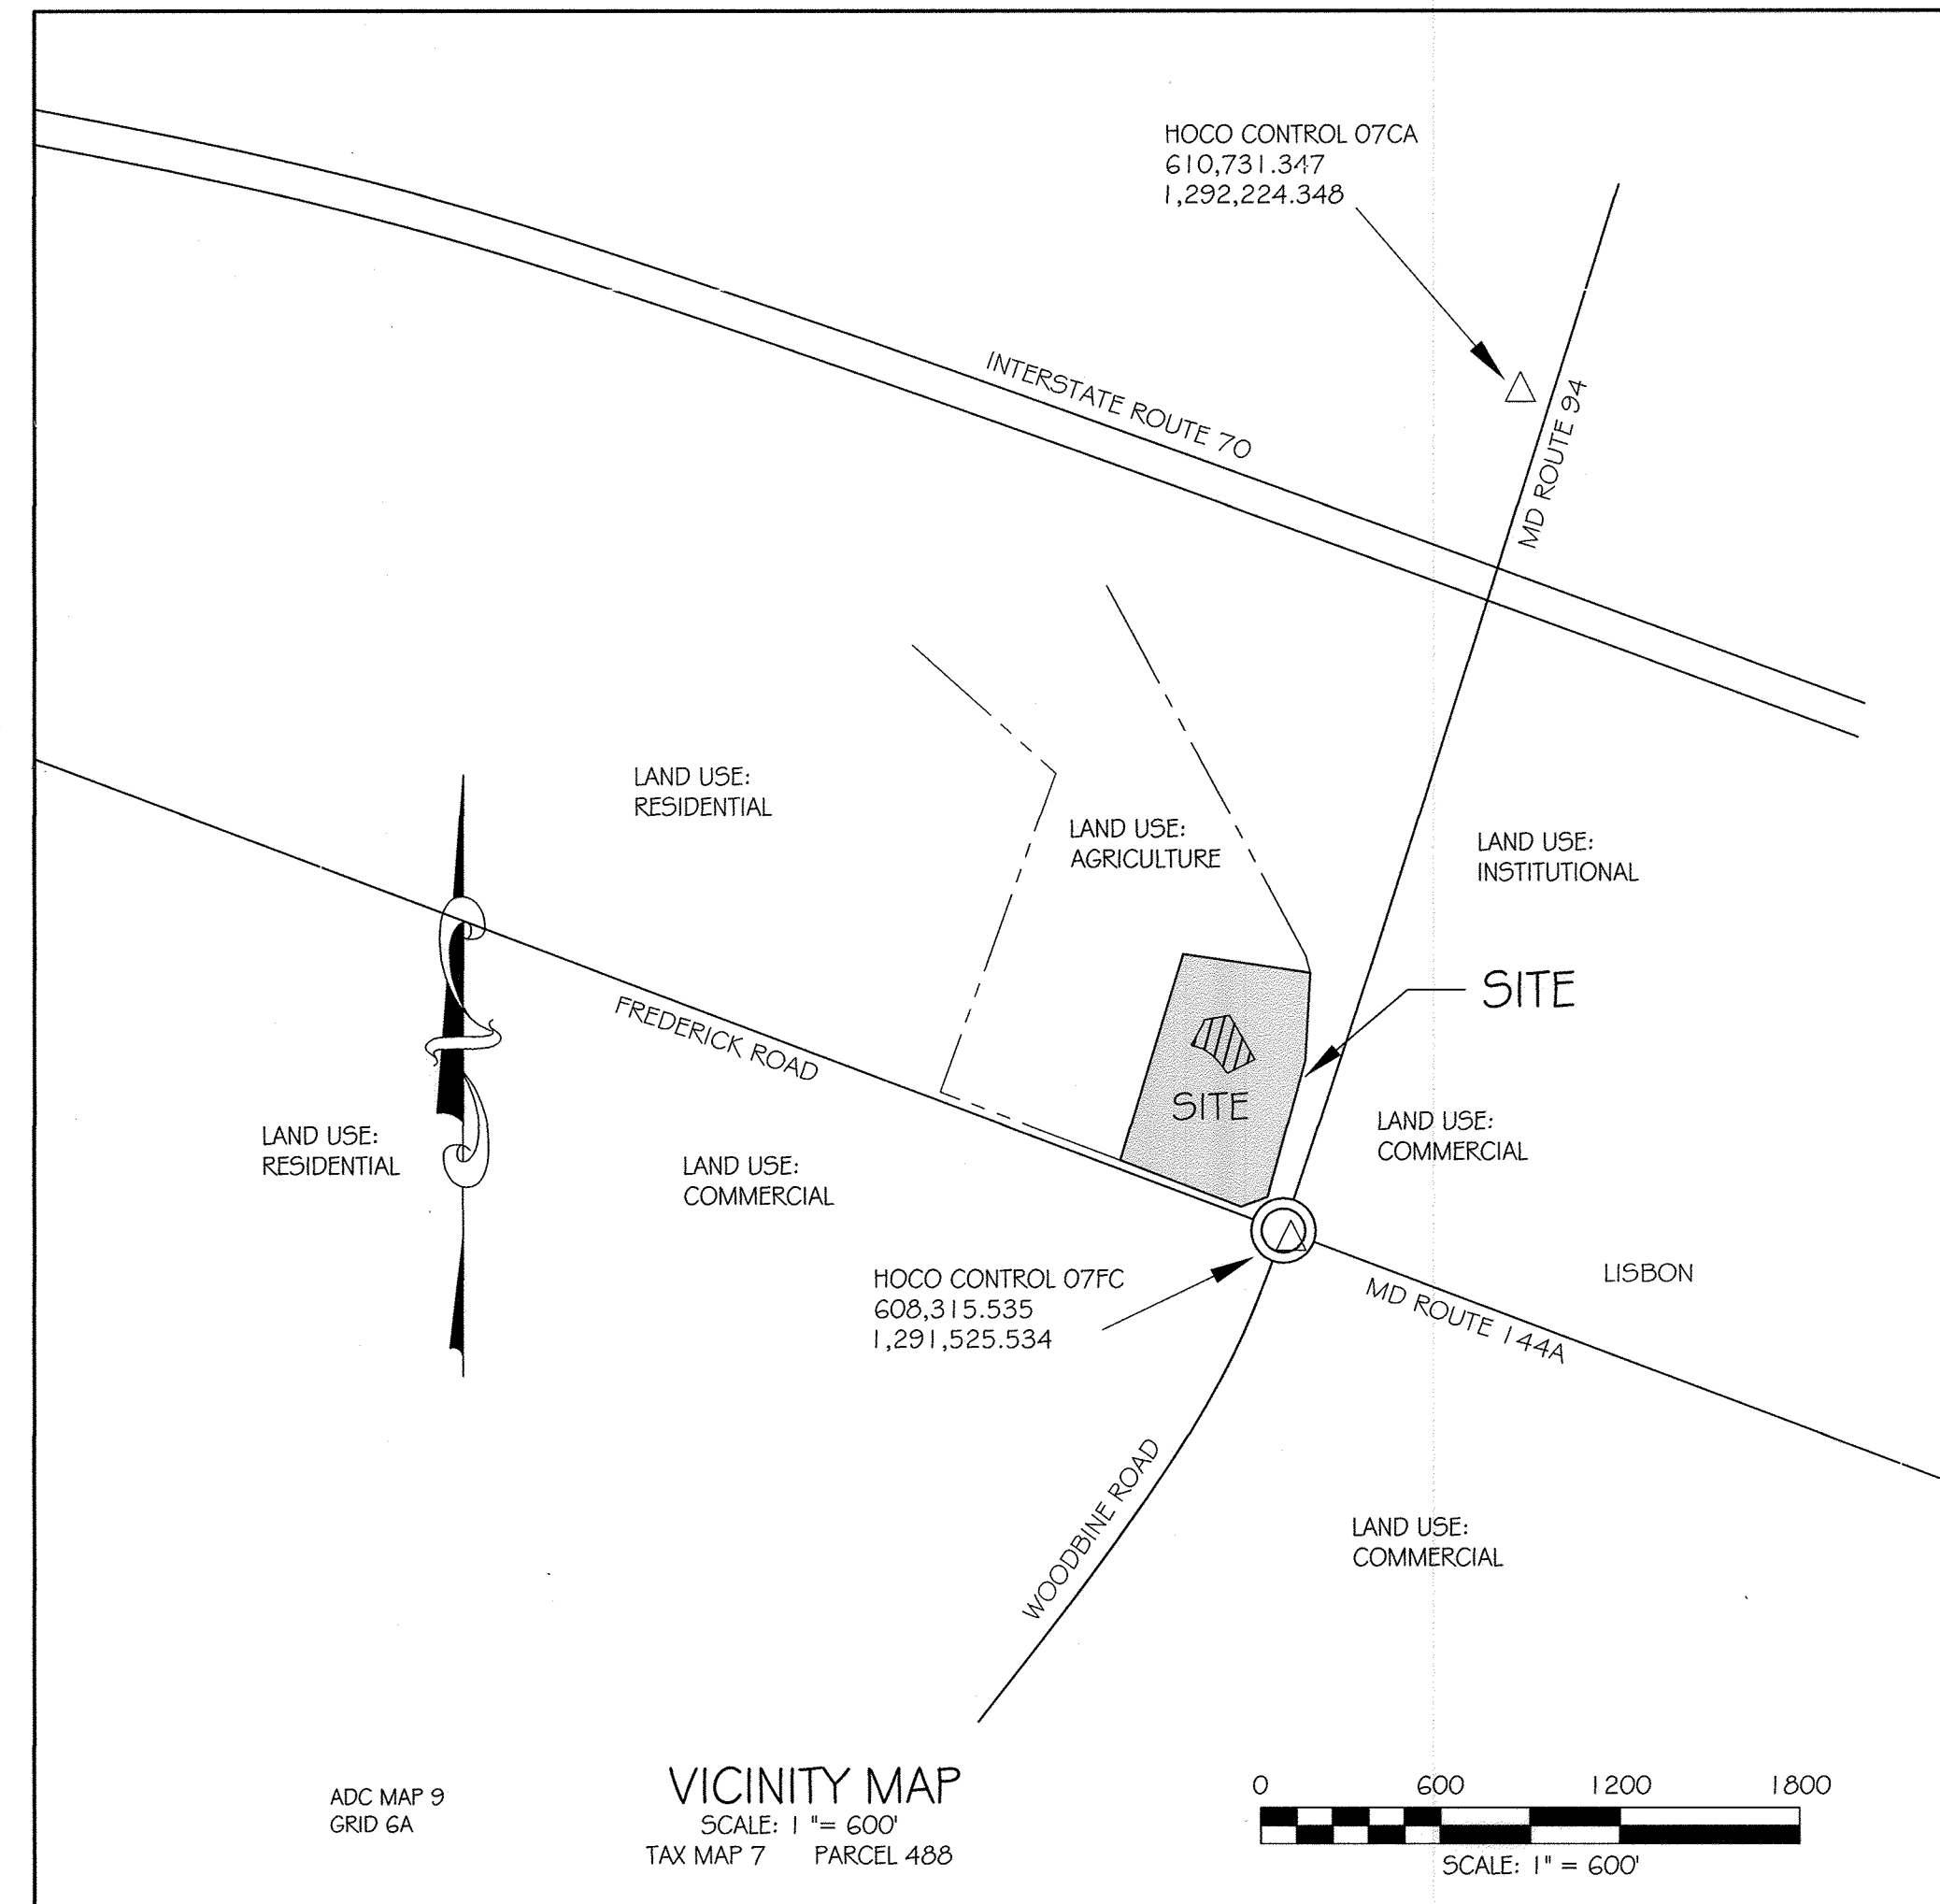 HOCO CONTROL 07CA
610,731.347
1,292,224.348
INTERSTATE ROUTE 70
MD ROUTE 94
LAND USE:
RESIDENTIAL
LAND USE:
AGRICULTURE
LAND USE:
INSTITUTIONAL
SITE
FREDERICK ROAD
SITE
LAND USE:
RESIDENTIAL
LAND USE:
COMMERCIAL
LAND USE:
COMMERCIAL
HOCO CONTROL 07FC
608,315.535
1,291,525.534
LISBON
MD ROUTE 144A
WOODBINE ROAD
LAND USE:
COMMERCIAL
ADC MAP 9
GRID 6A
VICINITY MAP
SCALE: 1 "= 600'
TAX MAP 7 PARCEL 488
0 600 1200 1800
SCALE: 1" = 600'